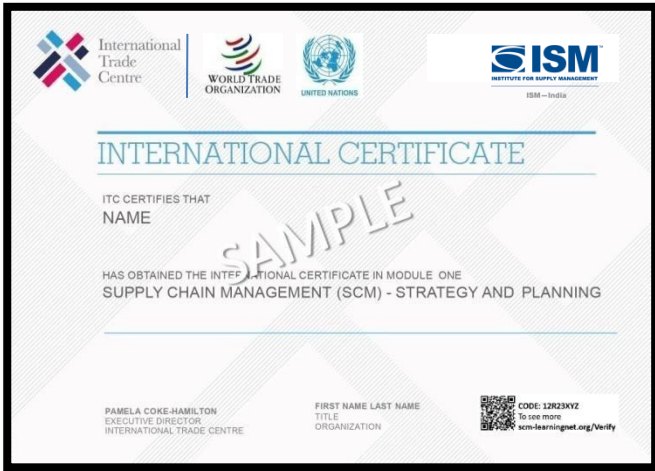 International
Trade
Centre
WORLD TRADE
ORGANIZATION
UNITED NATIONS
ISM
INSTITUTE FOR SUPPLY MANAGEMENT
ISM—India
INTERNATIONAL CERTIFICATE
ITC CERTIFIES THAT
NAME
SAMPLE
HAS OBTAINED THE INTERNATIONAL CERTIFICATE IN MODULE ONE
SUPPLY CHAIN MANAGEMENT (SCM) - STRATEGY AND PLANNING
PAMELA COKE-HAMILTON
EXECUTIVE DIRECTOR
INTERNATIONAL TRADE CENTRE
FIRST NAME LAST NAME
TITLE
ORGANIZATION
CODE: 12R23XYZ
To see more
scm-learningnet.org/Verify